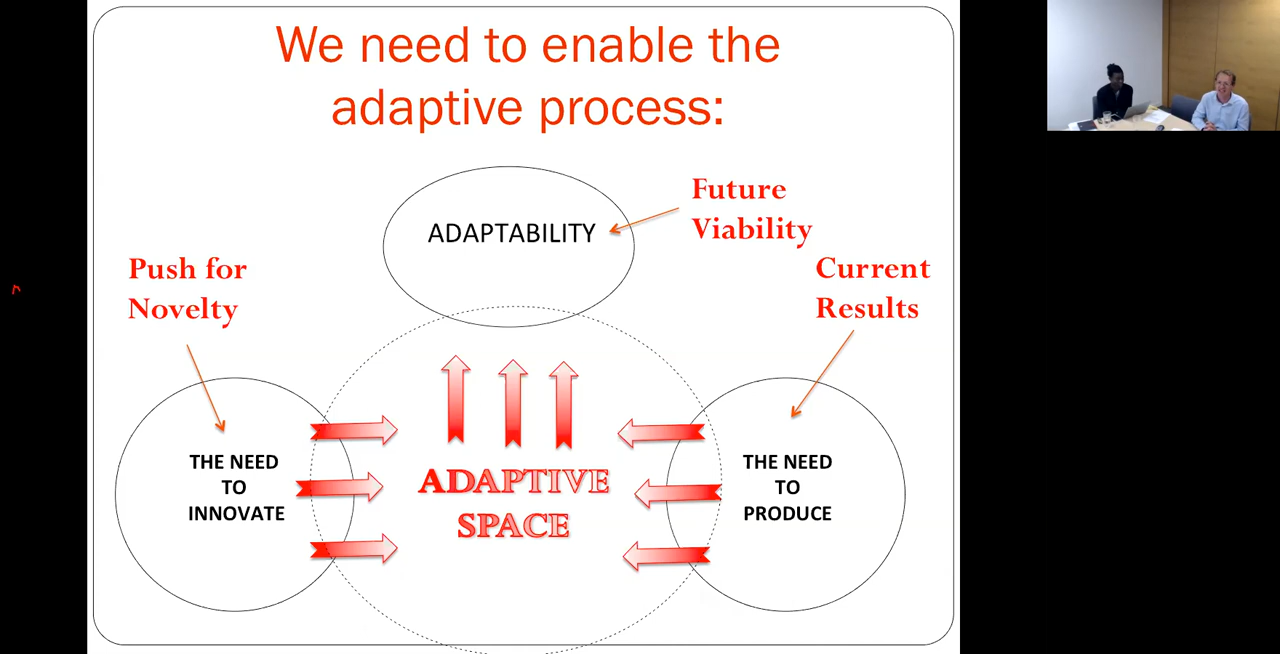 We need to enable the
adaptive process:
ADAPTABILITY
Future
Viability
Push for
Novelty
Current
Results
THE NEED
TO
INNOVATE
ADAPTIVE
SPACE
THE NEED
TO
PRODUCE